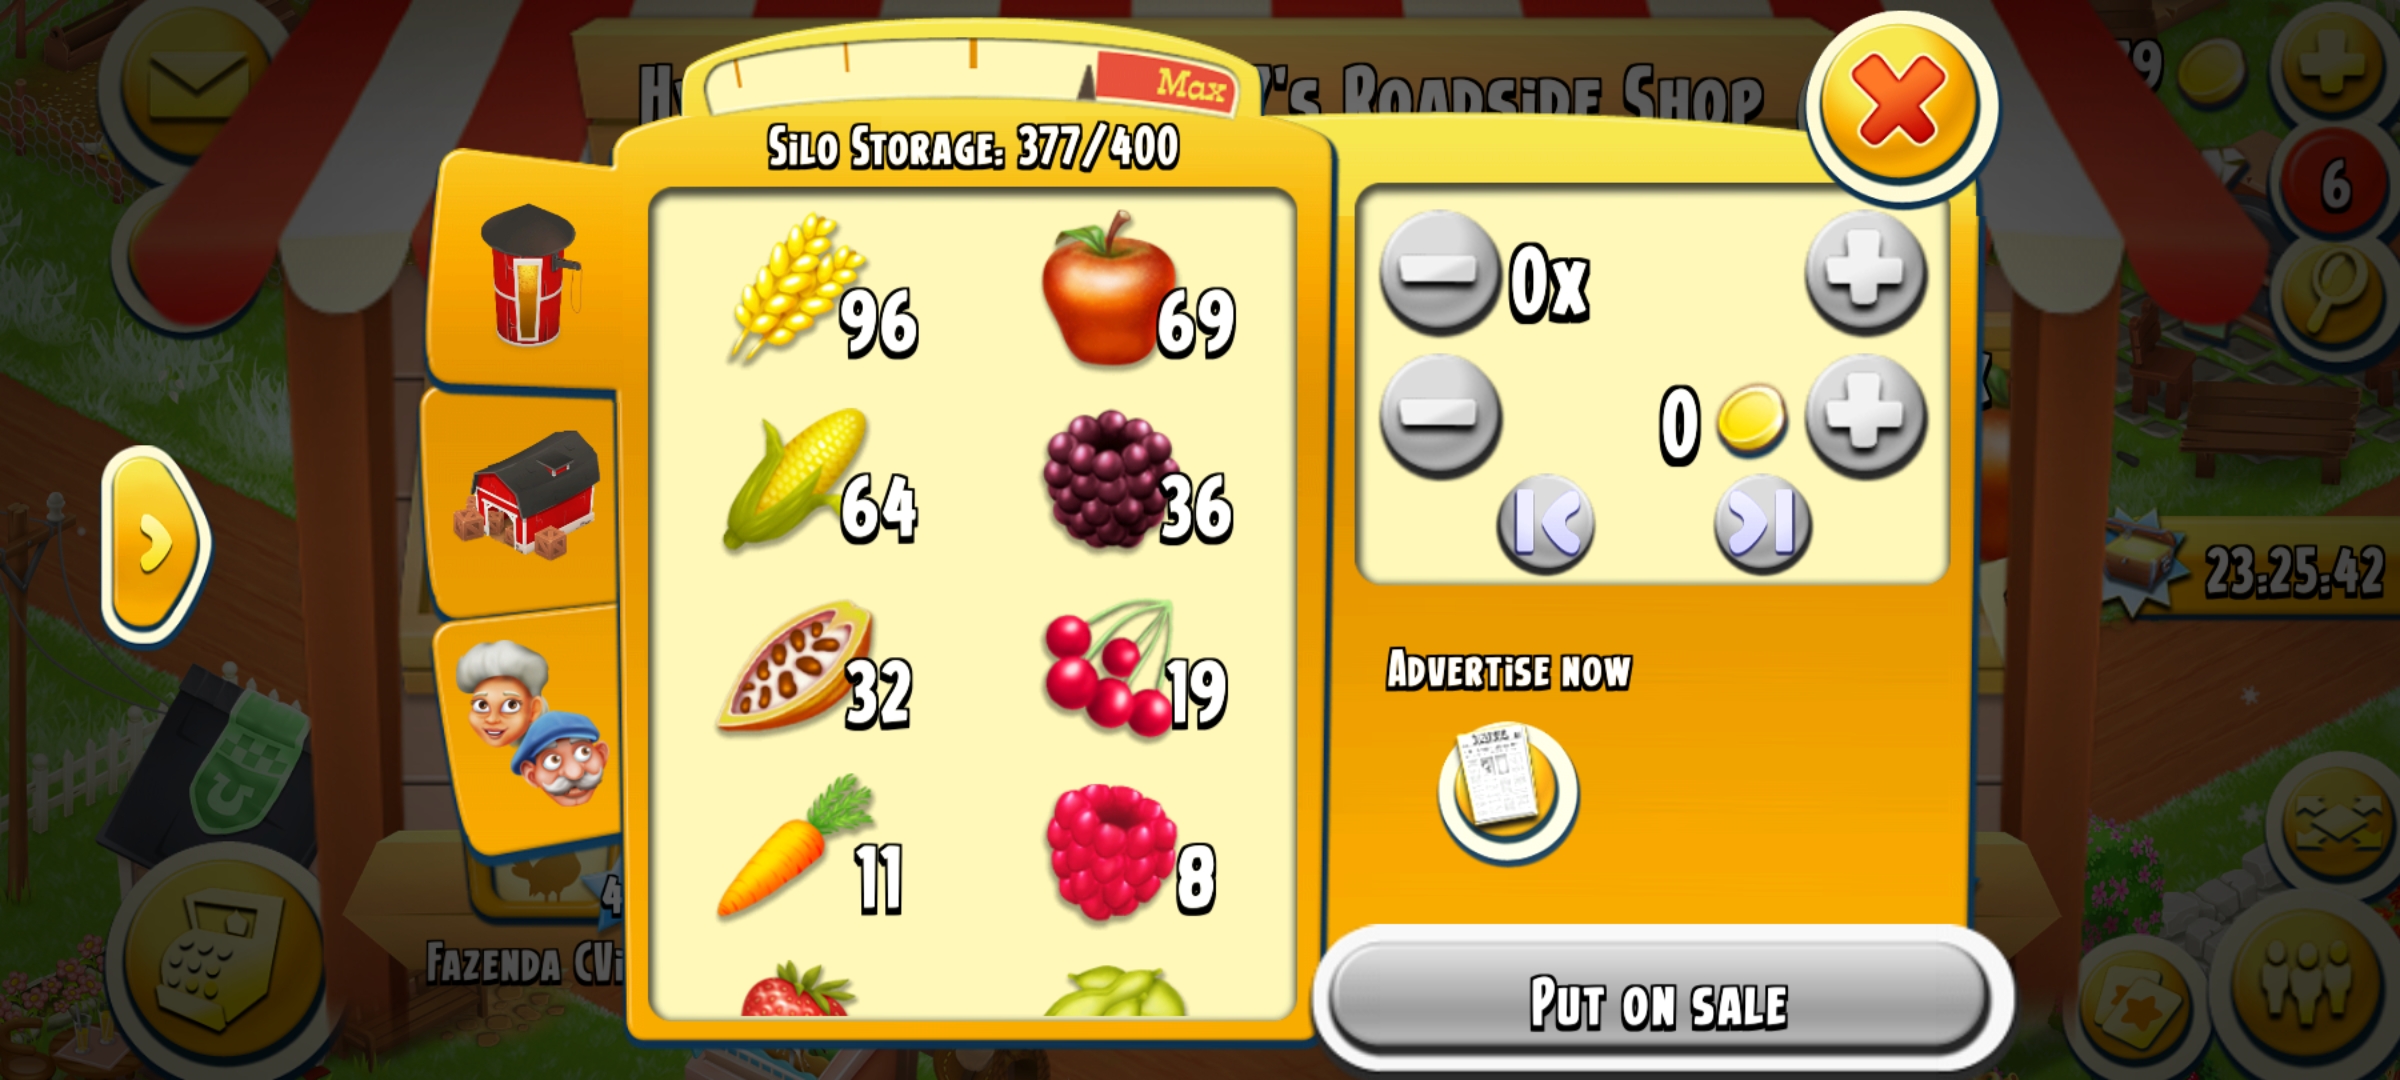 's Roadside Shop
Max
Silo Storage: 377/400
96
69
64
36
32
19
11
8
0x
0
Advertise now
Put on sale
6
23:25:42
Fazenda CVi